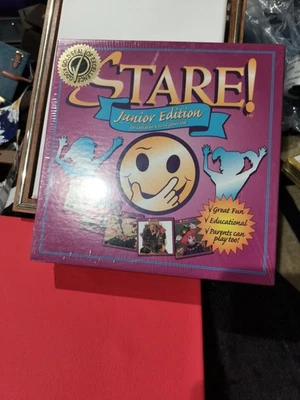 STARE!
Junior Edition
√ Great Fun
√ Educational
√ Parents can
play too!